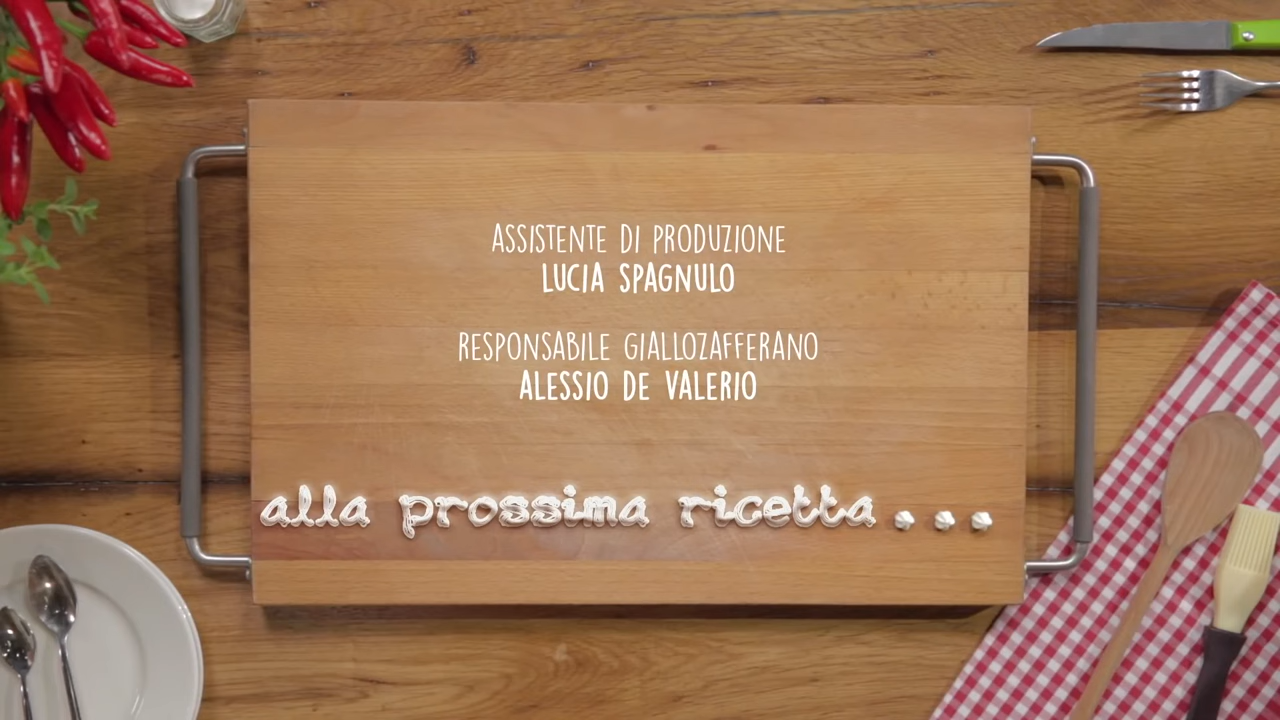 ASSISTENTE DI PRODUZIONE
LUCIA SPAGNULO
RESPONSABILE GIALLOZAFFERANO
ALESSIO DE VALERIO
alla prossima ricetta...